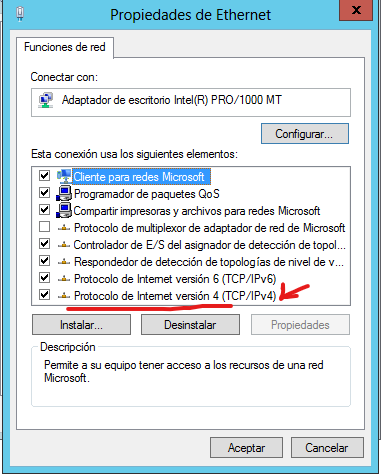 Propiedades de Ethernet
x
Funciones de red
Conectar con:
Adaptador de escritorio Intel(R) PRO/1000 MT
Configurar...
Esta conexión usa los siguientes elementos:
Cliente para redes Microsoft
Programador de paquetes QoS
Compartir impresoras y archivos para redes Microsoft
Protocolo de multiplexor de adaptador de red de Microsoft
Controlador de E/S del asignador de detección de topol...
Respondedor de detección de topologías de nivel de v...
Protocolo de Internet versión 6 (TCP/IPv6)
Protocolo de Internet versión 4 (TCP/IPv4)
Instalar...
Desinstalar
Propiedades
Descripción
Permite a su equipo tener acceso a los recursos de una red
Microsoft.
Aceptar
Cancelar